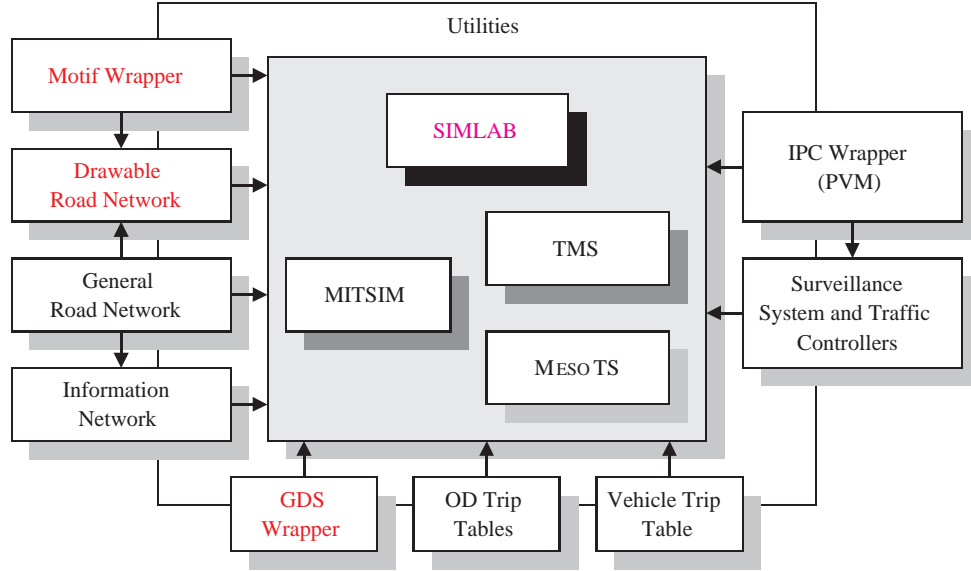 Utilities
Motif Wrapper
SIMLAB
Drawable
Road Network
IPC Wrapper
(PVM)
TMS
General
Road Network
MITSIM
Surveillance
System and Traffic
Controllers
MESO TS
Information
Network
GDS
Wrapper
OD Trip
Tables
Vehicle Trip
Table